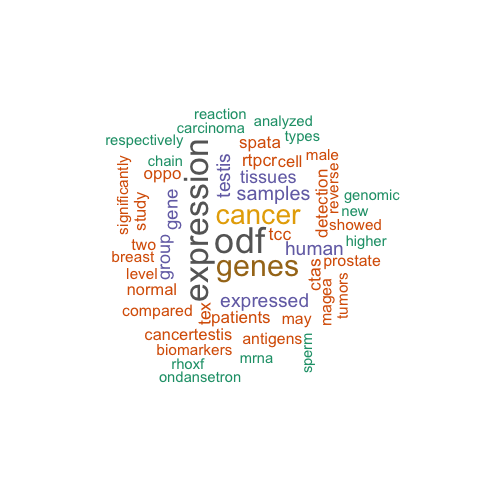 reaction
carcinoma
analyzed
respectively
spata
types
chain
oppo
testis
rtpcr
cell
male
significantly
study
gene
tissues
samples
detection
reverse
genomic
new
expression
cancer
showed
two
group
odf
tcc
human
higher
breast
level
genes
ctas
prostate
normal
expressed
magea
tumors
compared
tex
patients
may
cancertestis
antigens
biomarkers
mrna
sperm
rhoxf
ondansetron